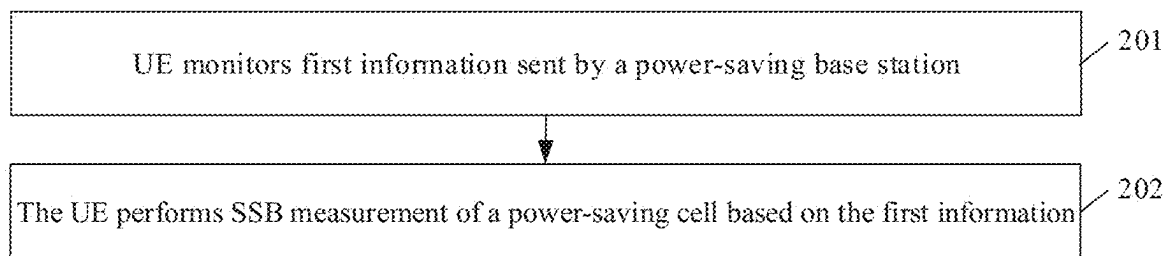 UE monitors first information sent by a power-saving base station
201
The UE performs SSB measurement of a power-saving cell based on the first information
202